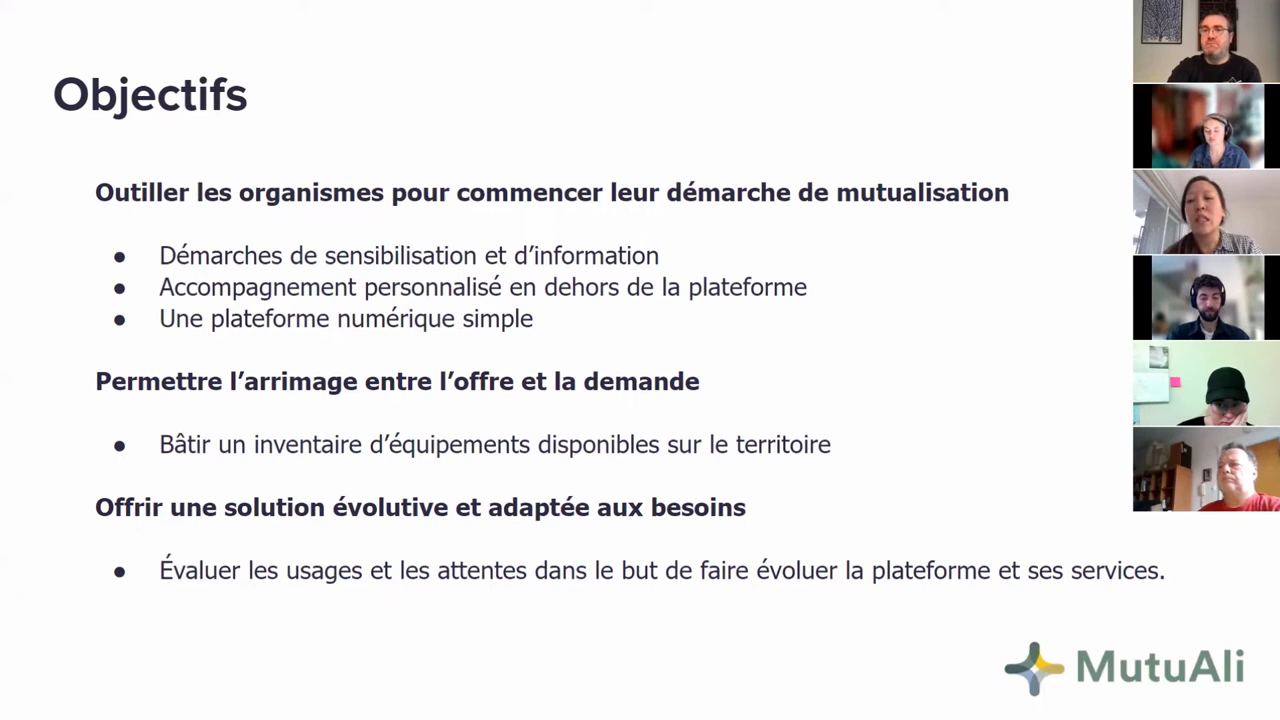 Objectifs
Outiller les organismes pour commencer leur démarche de mutualisation
● Démarches de sensibilisation et d’information
● Accompagnement personnalisé en dehors de la plateforme
● Une plateforme numérique simple
Permettre l’arrimage entre l’offre et la demande
● Bâtir un inventaire d’équipements disponibles sur le territoire
Offrir une solution évolutive et adaptée aux besoins
● Évaluer les usages et les attentes dans le but de faire évoluer la plateforme et ses services.
MutuAli